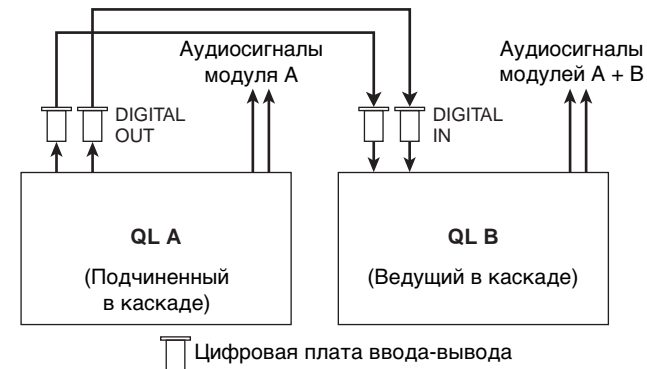 Аудиосигналы
модуля A
Аудиосигналы
модулей A + B
DIGITAL
OUT
DIGITAL
IN
QL A
(Подчиненный
в каскаде)
QL B
(Ведущий в каскаде)
Цифровая плата ввода-вывода